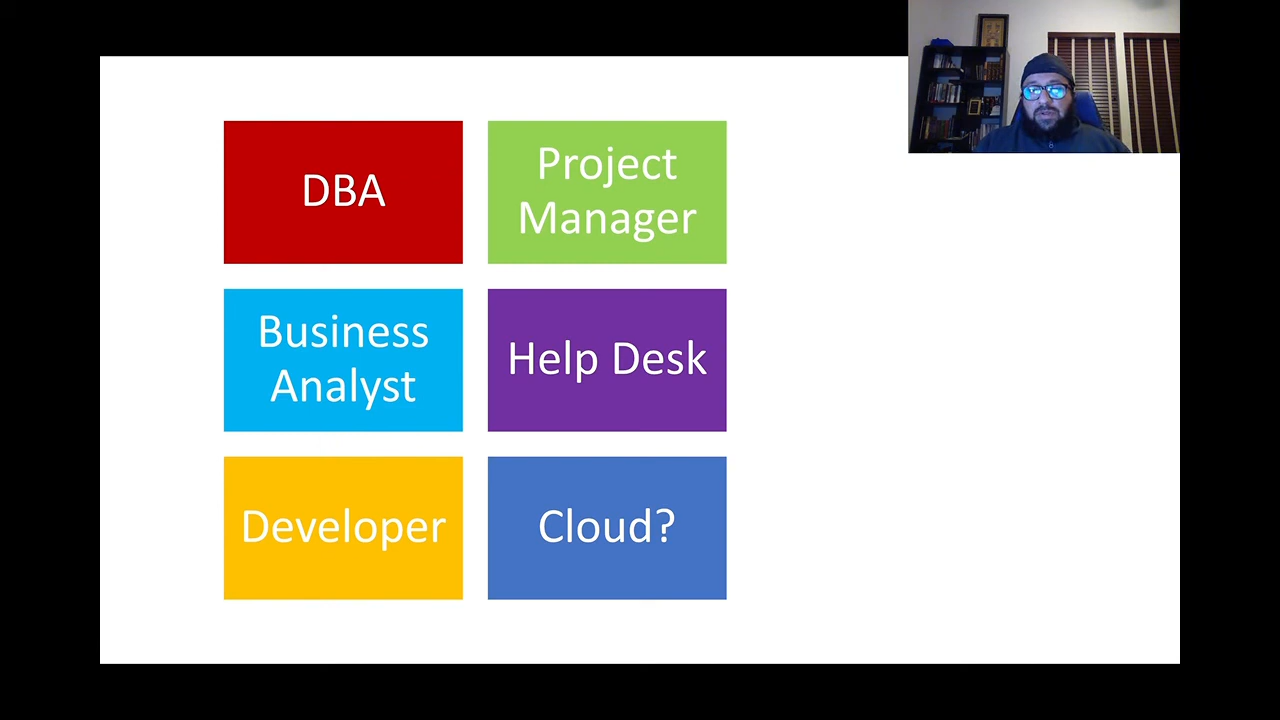 DBA
Project
Manager
Business
Analyst
Help Desk
Developer
Cloud?